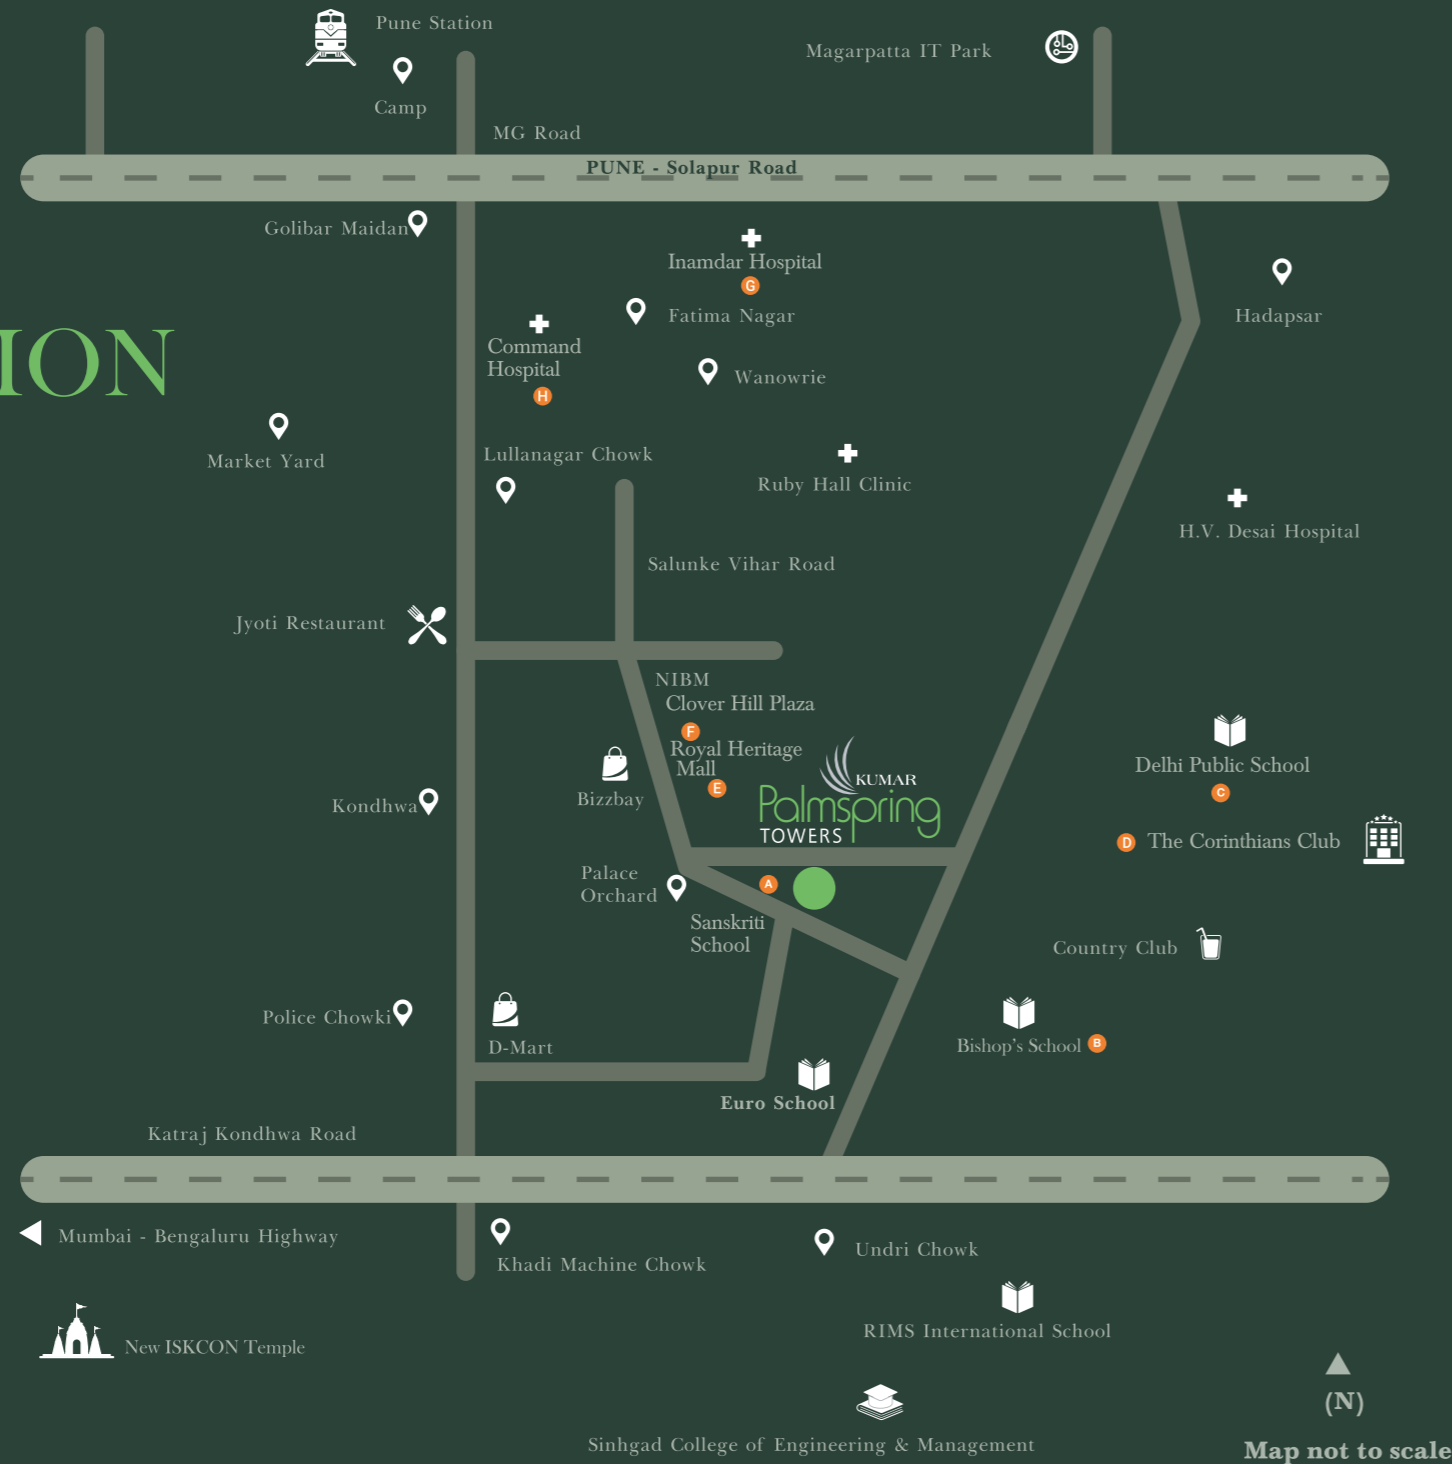 Pune Station
Magarpatta IT Park
Camp
MG Road
PUNE - Solapur Road
Golibar Maidan
Inamdar Hospital
G
Fatima Nagar
Hadapsar
Command
Hospital
H
ION
Wanowrie
Market Yard
Lullanagar Chowk
Ruby Hall Clinic
H.V. Desai Hospital
Salunke Vihar Road
Jyoti Restaurant
NIBM
Clover Hill Plaza
F
Royal Heritage
Mall
E
KUMAR
Palmspring
TOWERS
Delhi Public School
C
D The Corinthians Club
Bizzbay
Kondhwa
Palace
Orchard
A
Sanskriti
School
Country Club
Police Chowki
D-Mart
Bishop's School B
Euro School
Katraj Kondhwa Road
Mumbai - Bengaluru Highway
Khadi Machine Chowk
Undri Chowk
RIMS International School
New ISKCON Temple
(N)
Sinhgad College of Engineering & Management
Map not to scale